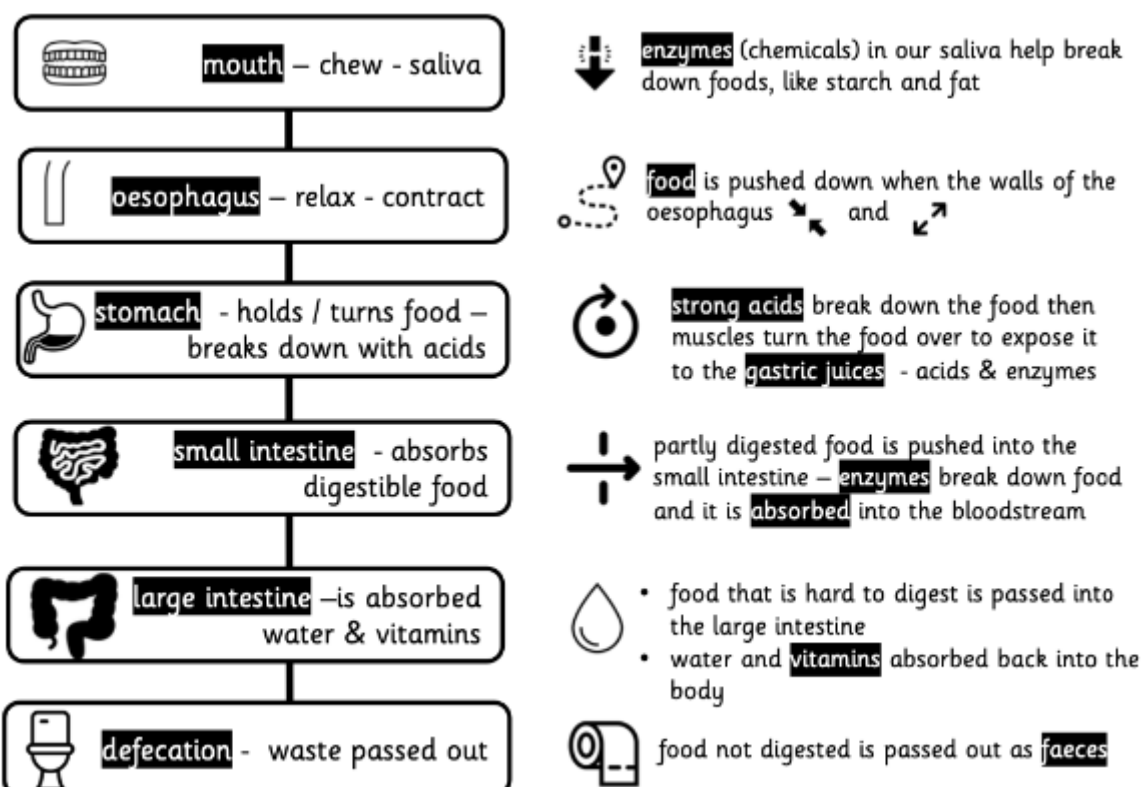 mouth – chew - saliva
enzymes (chemicals) in our saliva help break
down foods, like starch and fat
oesophagus – relax - contract
food is pushed down when the walls of the
oesophagus and
stomach - holds / turns food –
breaks down with acids
strong acids break down the food then
muscles turn the food over to expose it
to the gastric juices - acids & enzymes
small intestine - absorbs
digestible food
partly digested food is pushed into the
small intestine – enzymes break down food
and it is absorbed into the bloodstream
large intestine –is absorbed
water & vitamins
• food that is hard to digest is passed into
the large intestine
• water and vitamins absorbed back into the
body
defecation - waste passed out
food not digested is passed out as faeces